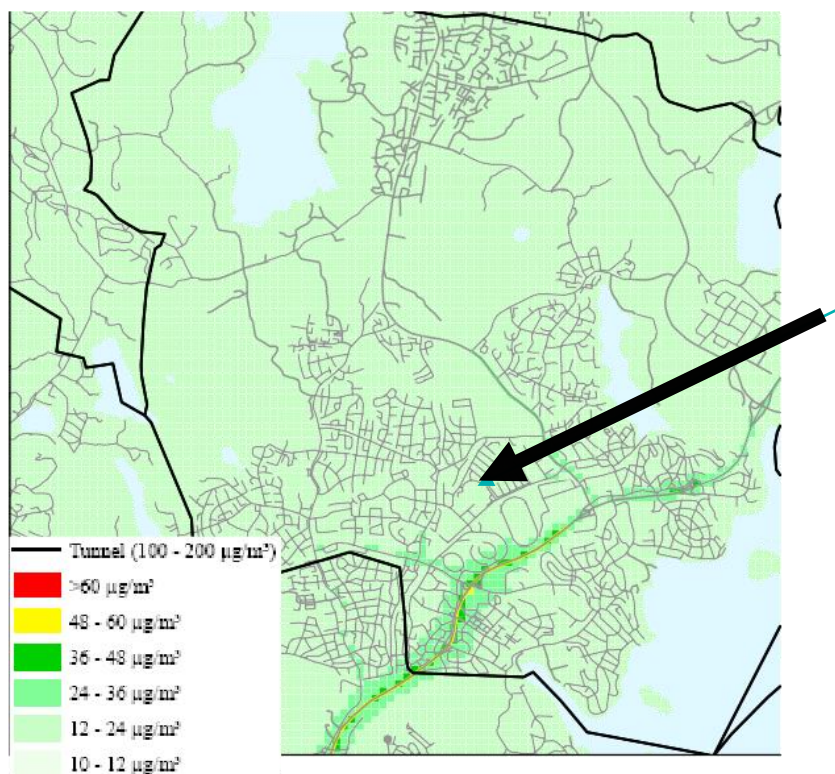 Tunnel (100 - 200 µg/m³)
>60 µg/m³
48 - 60 µg/m³
36 - 48 µg/m³
24 - 36 µg/m³
12 - 24 µg/m³
10 - 12 µg/m³